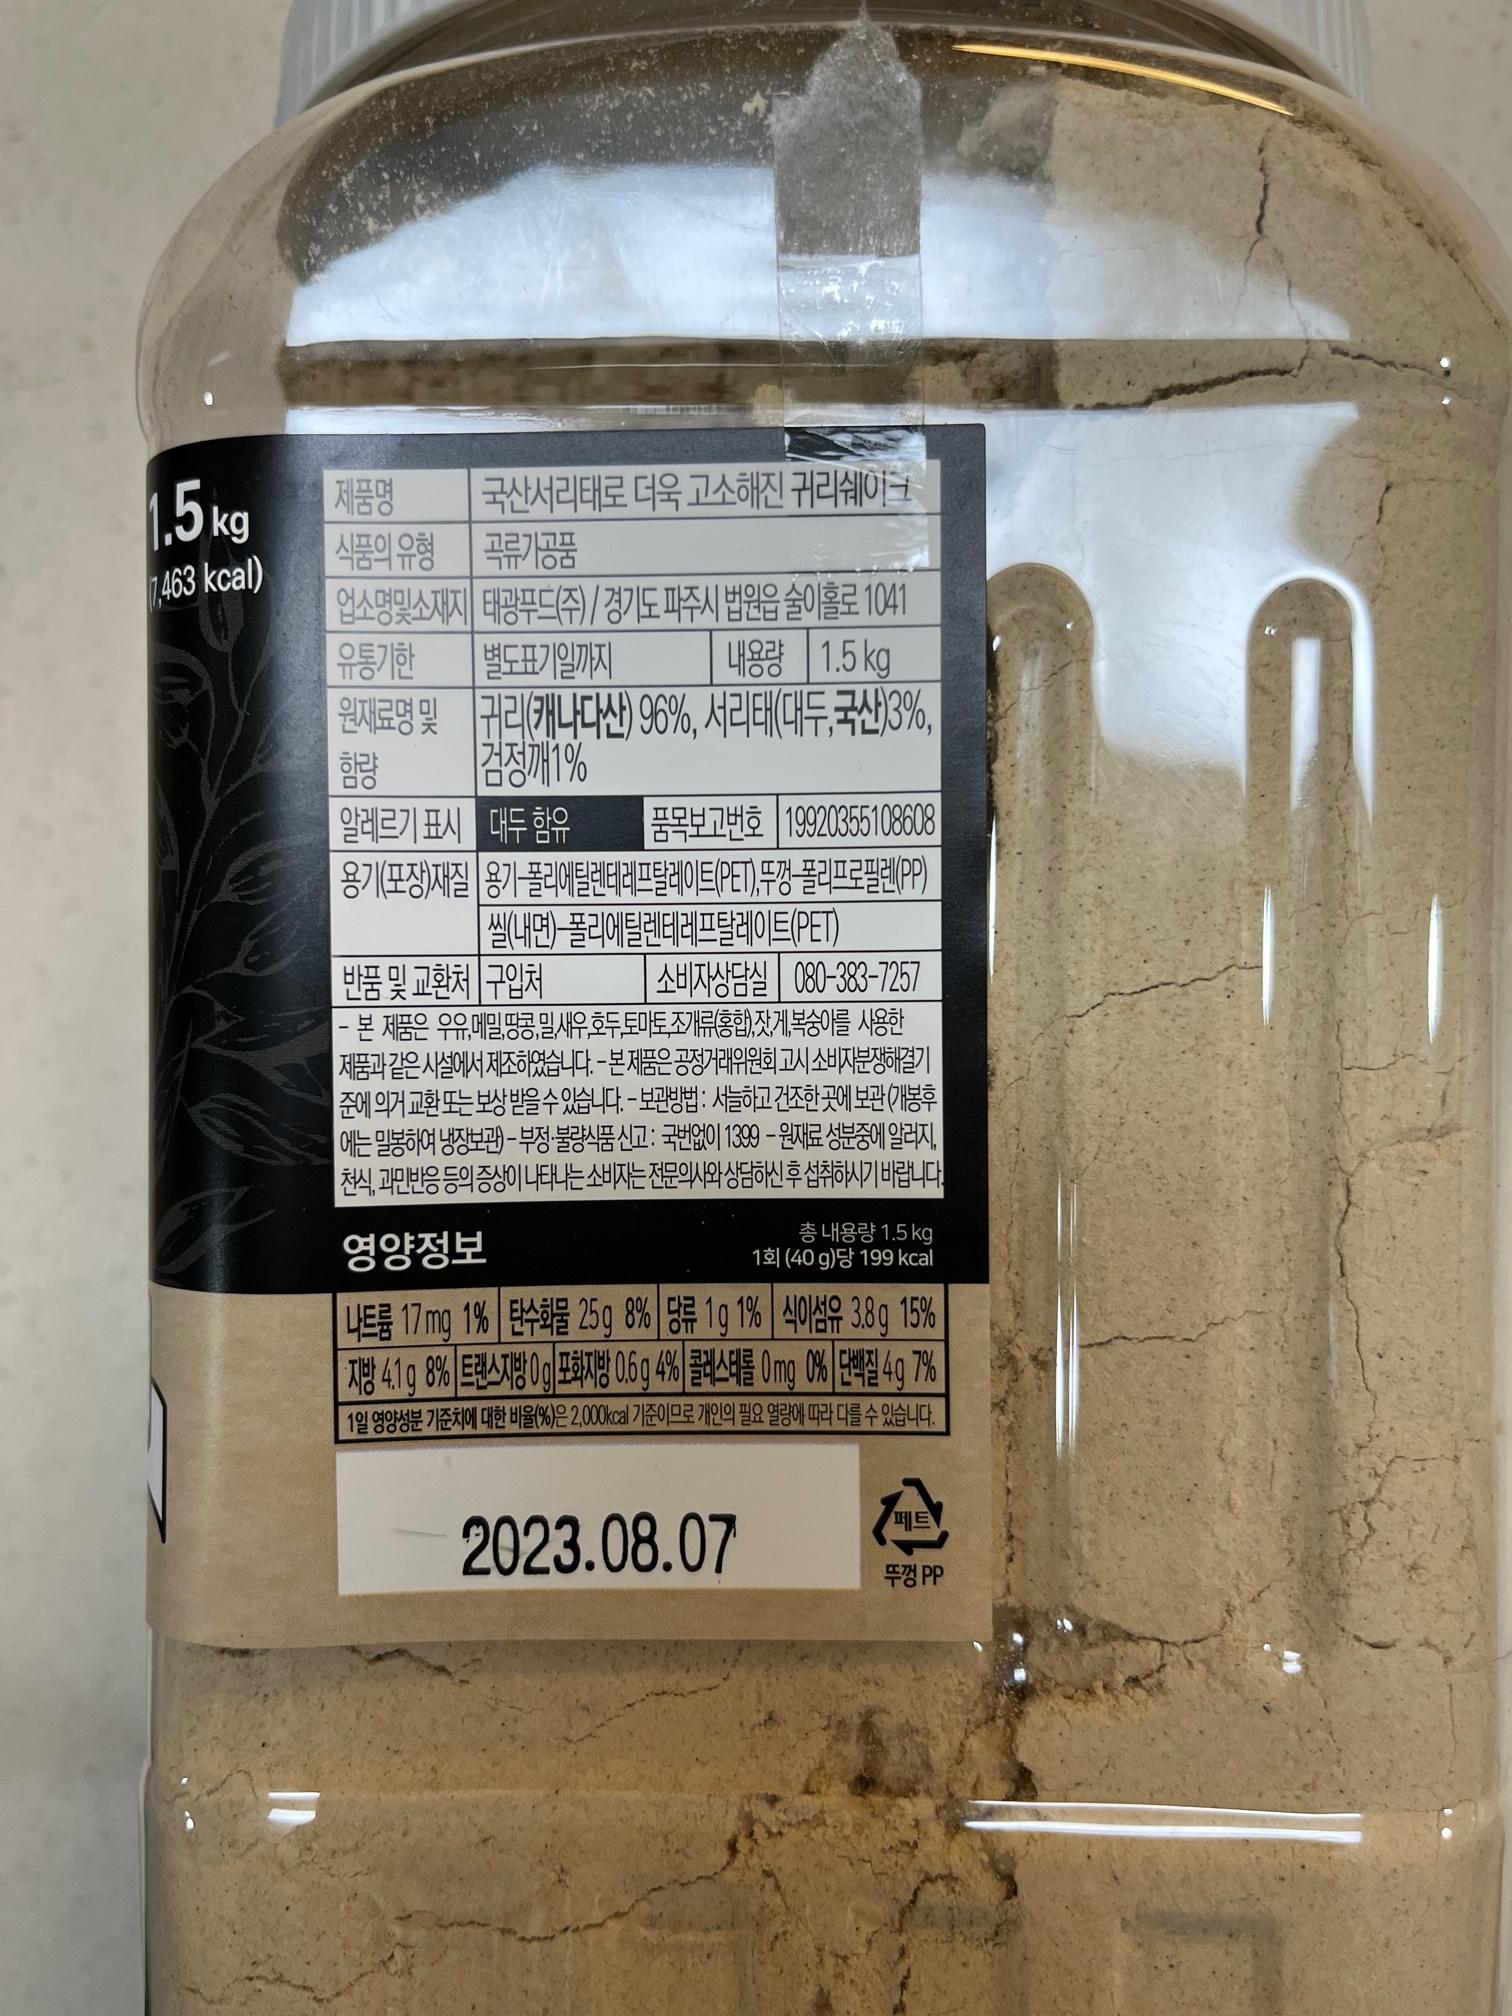 1.5 kg
(7,463 kcal)
제품명 국산서리태로 더욱 고소해진 귀리쉐이크
식품의 유형 곡류가공품
업소명및소재지 태광푸드(주) / 경기도 파주시 법원읍 술이홀로 1041
유통기한 별도표기일까지 내용량 1.5 kg
원재료명 및 함량 귀리(캐나다산) 96%, 서리태(대두,국산)3%,
검정깨1%
알레르기 표시 대두 함유 품목보고번호 19920355108608
용기(포장)재질 용기-폴리에틸렌테레프탈레이트(PET),뚜껑-폴리프로필렌(PP)
씰(내면)-폴리에틸렌테레프탈레이트(PET)
반품 및 교환처 구입처 소비자상담실 080-383-7257
- 본 제품은 우유,메밀,땅콩,밀,새우,호두,토마토,조개류(홍합),잣,게,복숭아를 사용한
제품과 같은 시설에서 제조하였습니다. - 본 제품은 공정거래위원회 고시 소비자분쟁해결기
준에 의거 교환 또는 보상 받을 수 있습니다. - 보관방법 : 서늘하고 건조한 곳에 보관 (개봉후
에는 밀봉하여 냉장보관) - 부정·불량식품 신고 : 국번없이 1399 - 원재료 성분중에 알러지,
천식, 과민반응 등의 증상이 나타나는 소비자는 전문의사와 상담하신 후 섭취하시기 바랍니다.
영양정보
총 내용량 1.5 kg
1회 (40 g)당 199 kcal
나트륨 17 mg 1% 탄수화물 25 g 8% 당류 1 g 1% 식이섬유 3.8 g 15%
지방 4.1 g 8% 트랜스지방 0 g 포화지방 0.6 g 4% 콜레스테롤 0 mg 0% 단백질 4 g 7%
1일 영양성분 기준치에 대한 비율(%)은 2,000kcal 기준이므로 개인의 필요 열량에 따라 다를 수 있습니다.
2023.08.07
페트
뚜껑 PP